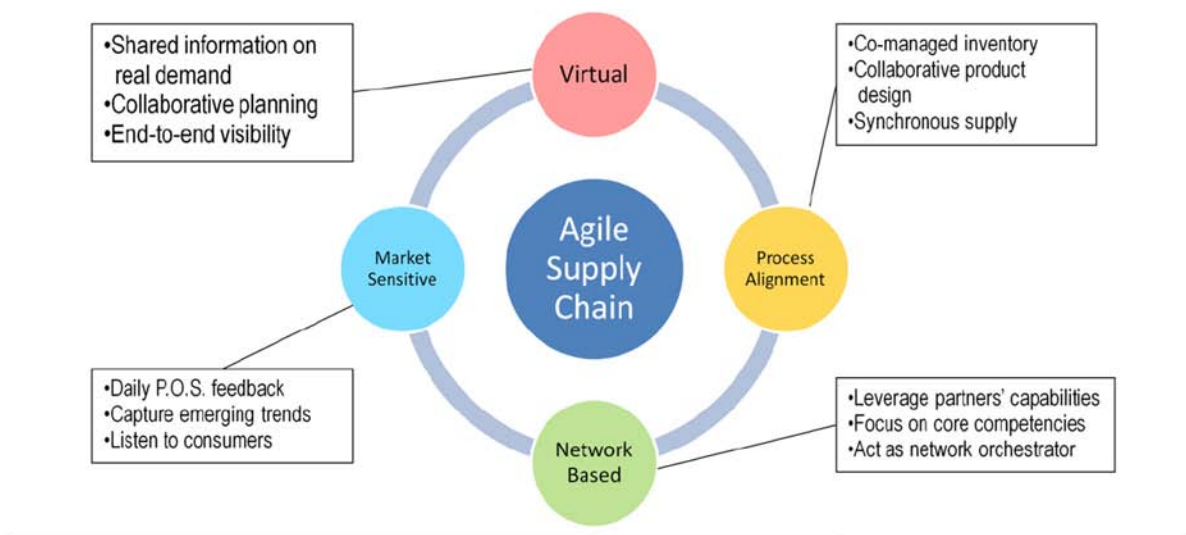 •Shared information on
real demand
•Collaborative planning
•End-to-end visibility
Virtual
•Co-managed inventory
•Collaborative product
design
•Synchronous supply
Market
Sensitive
Agile
Supply
Chain
Process
Alignment
•Daily P.O.S. feedback
•Capture emerging trends
•Listen to consumers
Network
Based
•Leverage partners' capabilities
•Focus on core competencies
•Act as network orchestrator